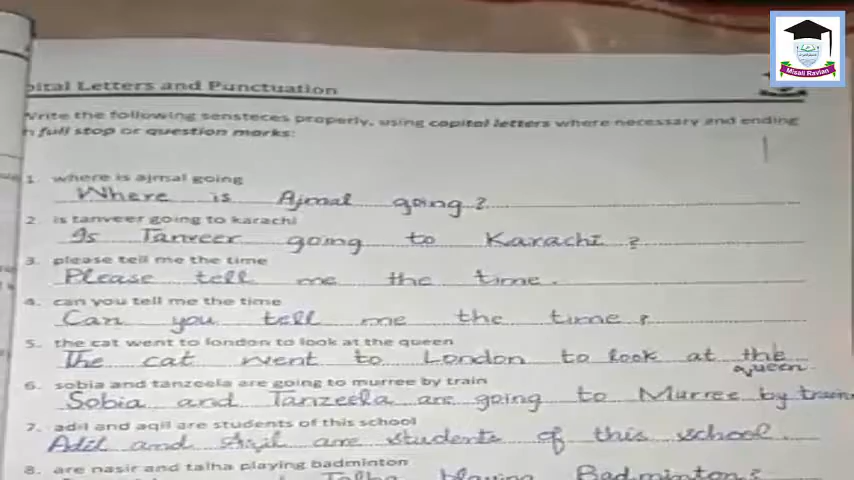 Misali Ravian
pital Letters and Punctuation
Write the following sensteces properly, using capital letters where necessary and ending
full stop or question marks:
1. where is ajmal going
Where is Ajmal going?
2. is tanveer going to karachi
Is Tanveer going to Karachi ?
3. please tell me the time
Please tell me the time.
4. can you tell me the time
Can you tell me the time ?
5. the cat went to london to look at the queen
The cat went to London to look at the
queen
6. sobia and tanzeela are going to murree by train
Sobia and Tanzeela are going to Murree by train
7. adil and aqil are students of this school
Adil and Aqil are students of this school.
8. are nasir and talha playing badminton
Talha playing Badminton?